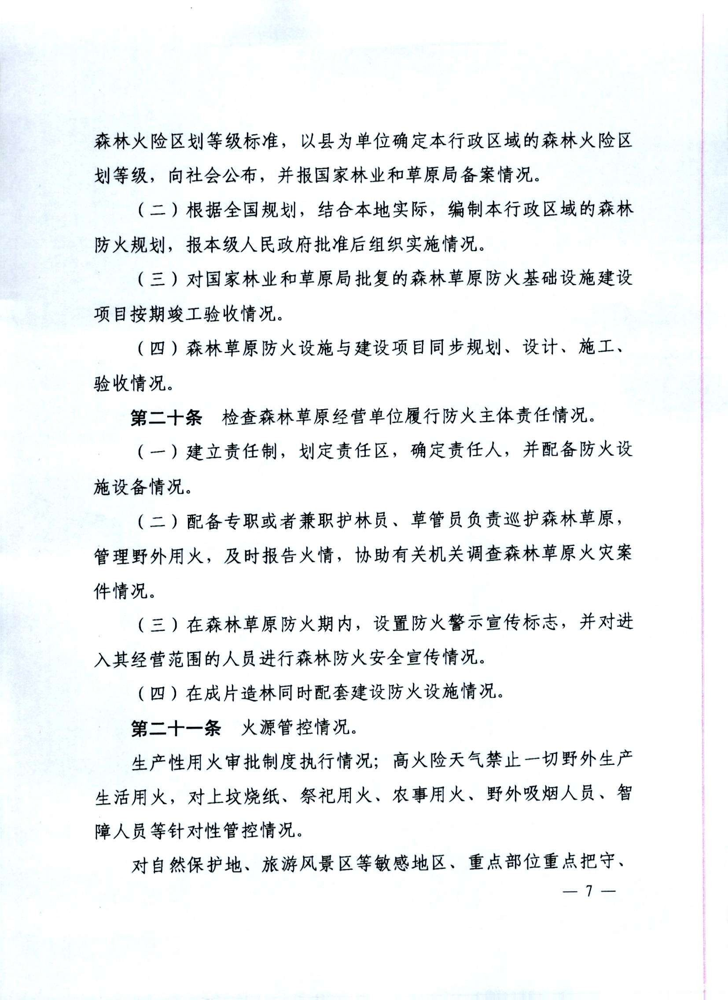 森林火险区划等级标准，以县为单位确定本行政区域的森林火险区
划等级，向社会公布，并报国家林业和草原局备案情况。
（二）根据全国规划，结合本地实际，编制本行政区域的森林
防火规划，报本级人民政府批准后组织实施情况。
（三）对国家林业和草原局批复的森林草原防火基础设施建设
项目按期竣工验收情况。
（四）森林草原防火设施与建设项目同步规划、设计、施工、
验收情况。
第二十条　检查森林草原经营单位履行防火主体责任情况。
（一）建立责任制，划定责任区，确定责任人，并配备防火设
施设备情况。
（二）配备专职或者兼职护林员、草管员负责巡护森林草原，
管理野外用火，及时报告火情，协助有关机关调查森林草原火灾案
件情况。
（三）在森林草原防火期内，设置防火警示宣传标志，并对进
入其经营范围的人员进行森林防火安全宣传情况。
（四）在成片造林同时配套建设防火设施情况。
第二十一条　火源管控情况。
生产性用火审批制度执行情况；高火险天气禁止一切野外生产
生活用火，对上坟烧纸、祭祀用火、农事用火、野外吸烟人员、智
障人员等针对性管控情况。
对自然保护地、旅游风景区等敏感地区、重点部位重点把守、
— 7 —